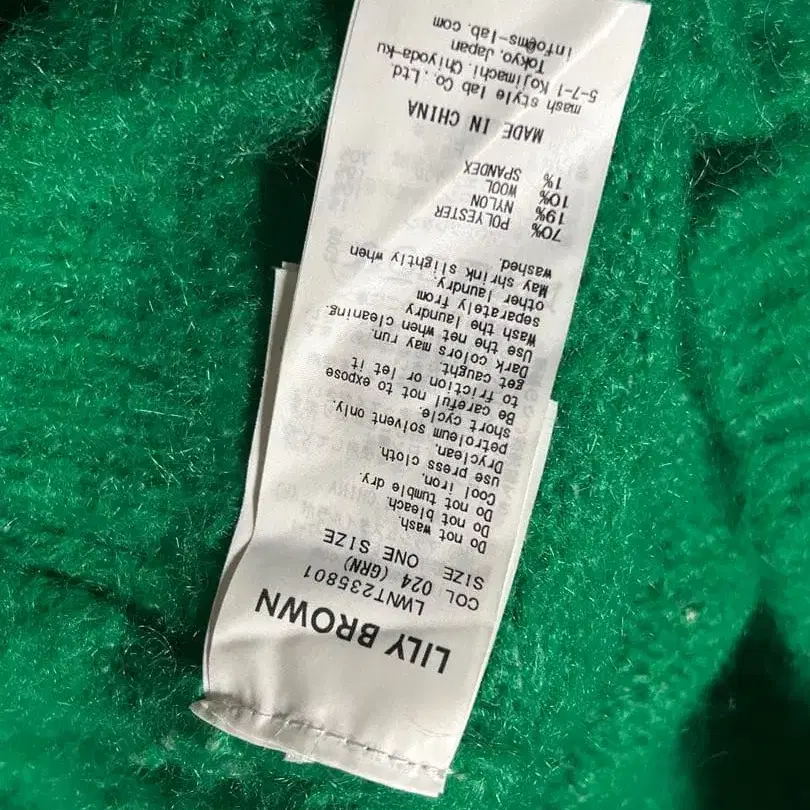 LILY BROWN
LWNT235801
COL 024 (GRN)
SIZE ONE SIZE
Do not wash.
Do not bleach.
Do not tumble dry.
Cool iron.
use press cloth.
Dryclean.
petroleum solvent only.
short cycle.
Be careful not to expose
to friction or let it
get caught.
Dark colors may run.
Use the net when cleaning.
Wash the laundry
separately from
other laundry.
May shrink slightly when
washed.
70% POLYESTER
19% NYLON
10% WOOL
1% SPANDEX
MADE IN CHINA
mash style lab Co., Ltd.
5-7-1 Kojimachi, Chiyoda-ku
Tokyo, Japan
info@ms-lab.com